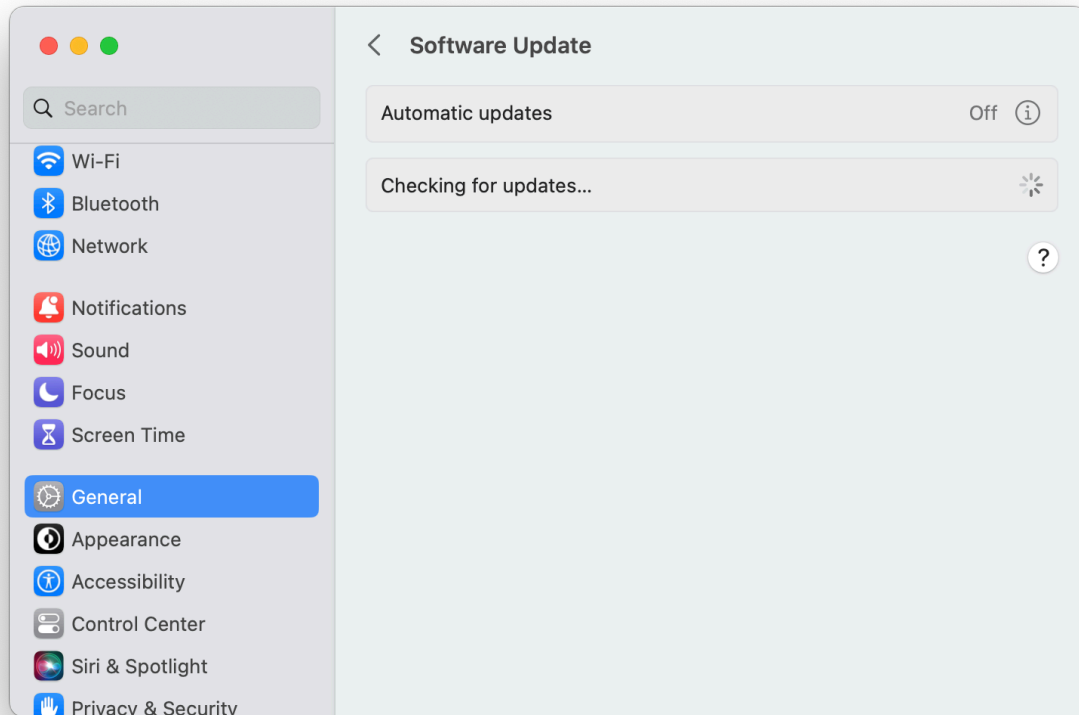 Search
Wi-Fi
Bluetooth
Network
Notifications
Sound
Focus
Screen Time
General
Appearance
Accessibility
Control Center
Siri & Spotlight
Privacy & Security
Software Update
Automatic updates Off
Checking for updates...
?